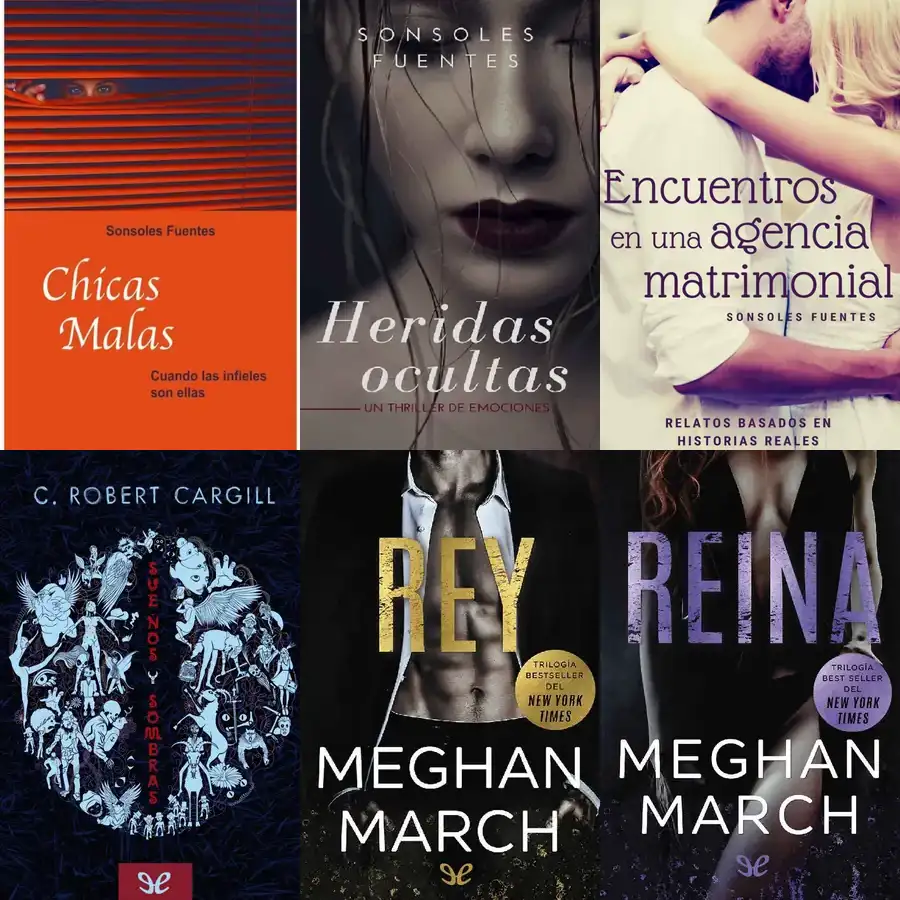 Sonsoles Fuentes
Chicas
Malas
Cuando las infieles
son ellas
SONSOLES
FUENTES
Heridas
ocultas
UN THRILLER DE EMOCIONES
Encuentros
en una agencia
matrimonial
SONSOLES FUENTES
RELATOS BASADOS EN
HISTORIAS REALES
C. ROBERT CARGILL
SUEÑOS Y SOMBRAS
REY
TRILOGÍA
BESTSELLER
DEL
NEW YORK
TIMES
MEGHAN
MARCH
REINA
TRILOGÍA
BEST SELLER
DEL
NEW YORK
TIMES
MEGHAN
MARCH